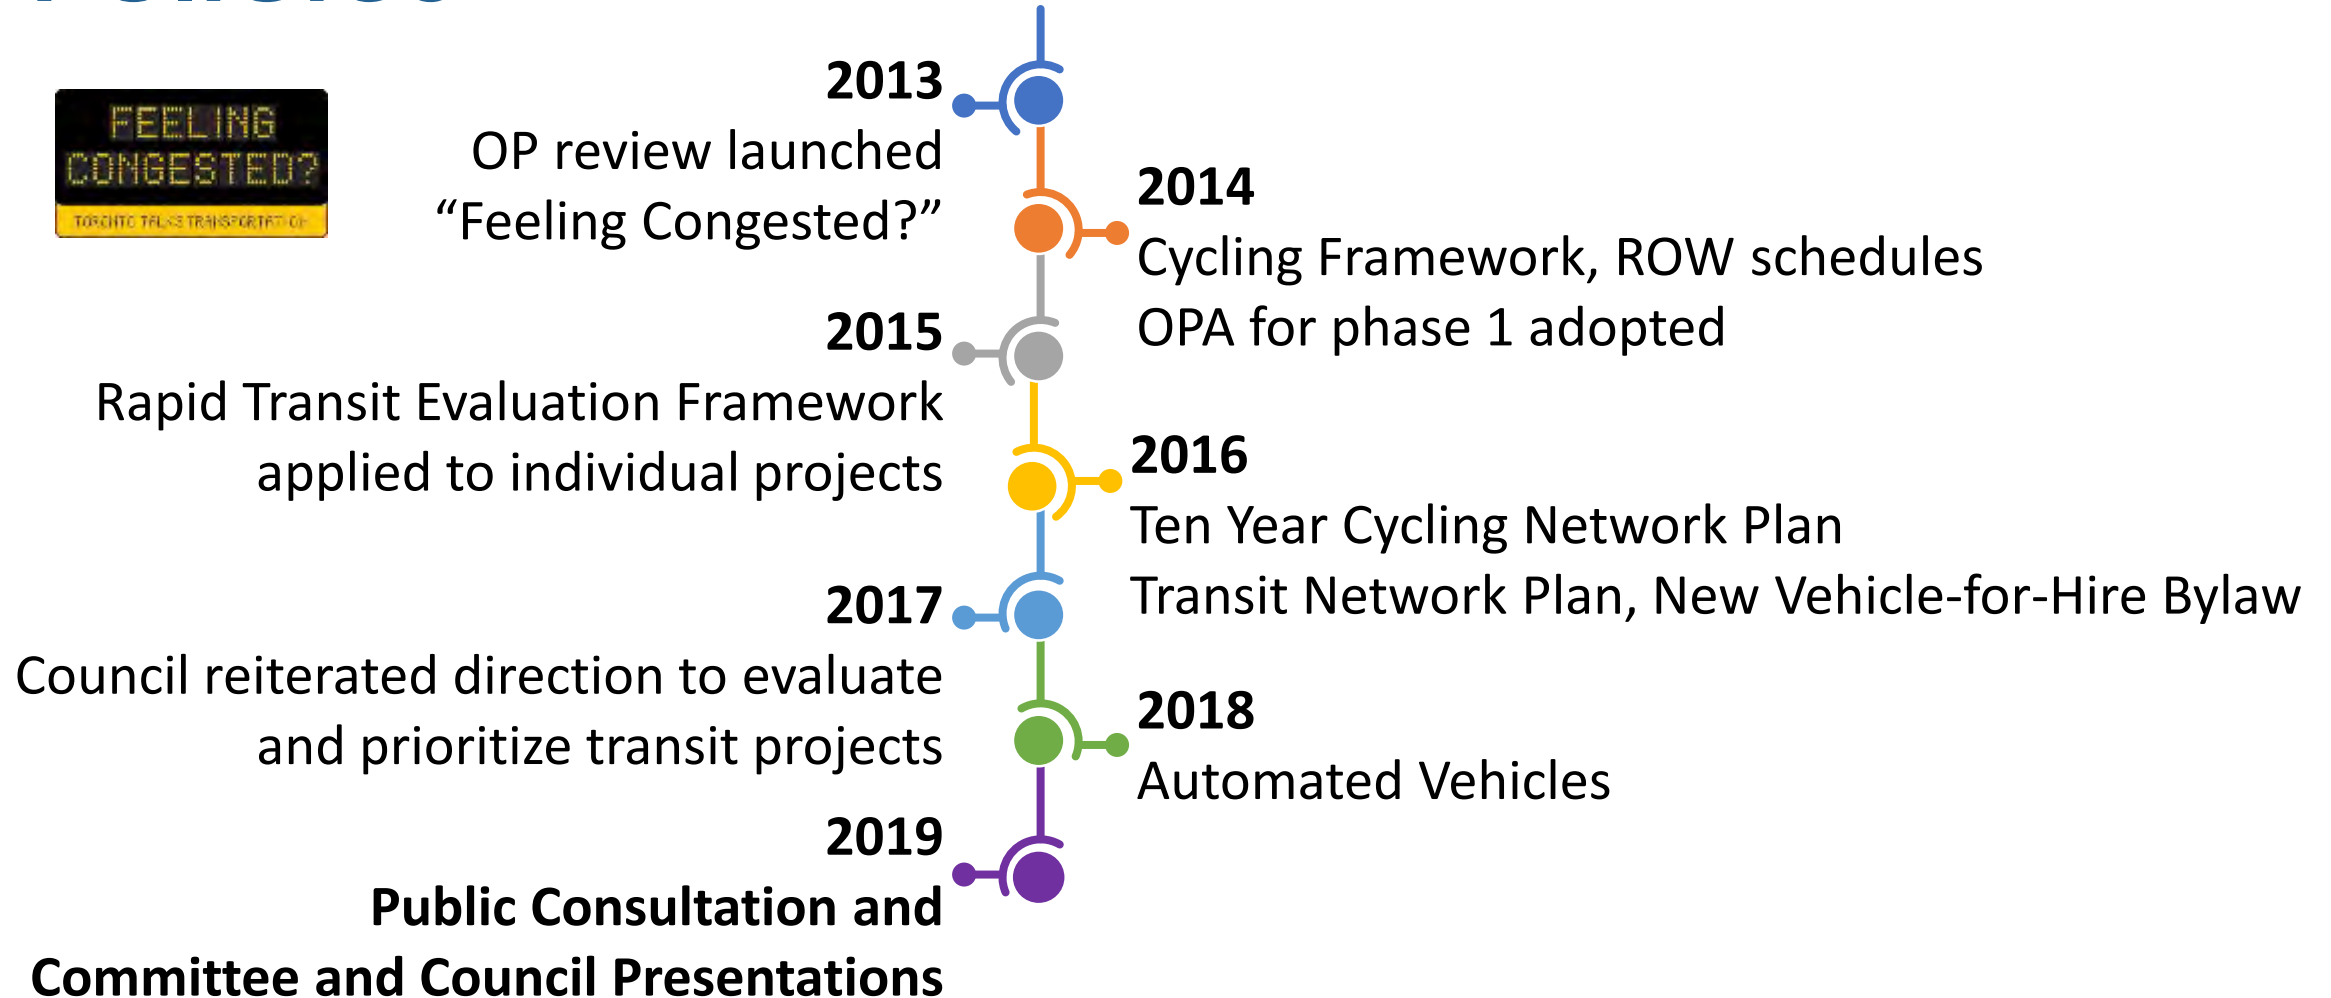 FEELING
CONGESTED?
TORONTO TALKS TRANSPORTATION
2013
OP review launched
“Feeling Congested?”
2014
Cycling Framework, ROW schedules
OPA for phase 1 adopted
2015
Rapid Transit Evaluation Framework
applied to individual projects
2016
Ten Year Cycling Network Plan
Transit Network Plan, New Vehicle-for-Hire Bylaw
2017
Council reiterated direction to evaluate
and prioritize transit projects
2018
Automated Vehicles
2019
Public Consultation and
Committee and Council Presentations